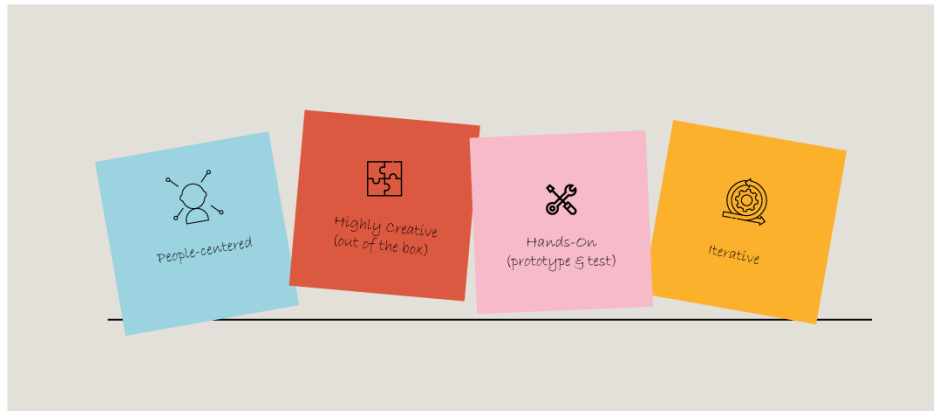 People-centered
Highly Creative
(out of the box)
Hands-On
(prototype & test)
Iterative